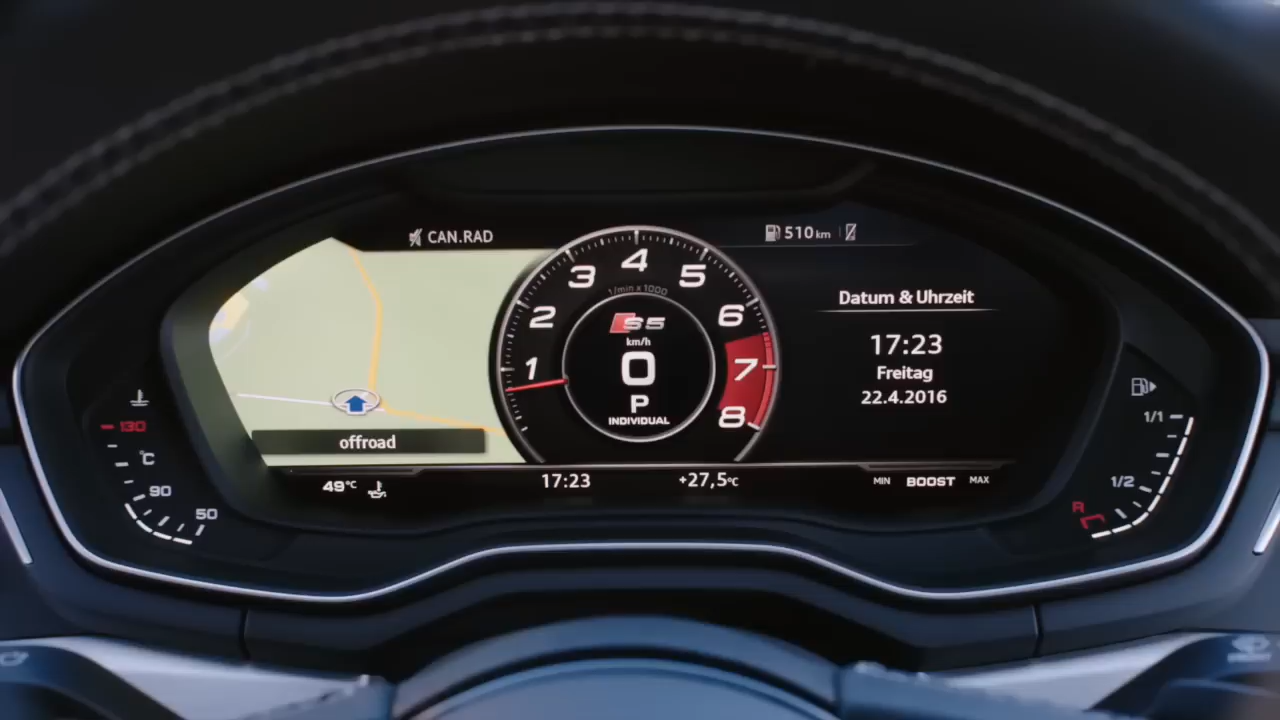 CAN.RAD
510 km
1/min x 1000
1
2
3
4
5
6
7
8
S5
km/h
0
P
INDIVIDUAL
Datum & Uhrzeit
17:23
Freitag
22.4.2016
offroad
130
°C
90
50
1/1
1/2
R
49°C
17:23
+27,5°C
MIN BOOST MAX